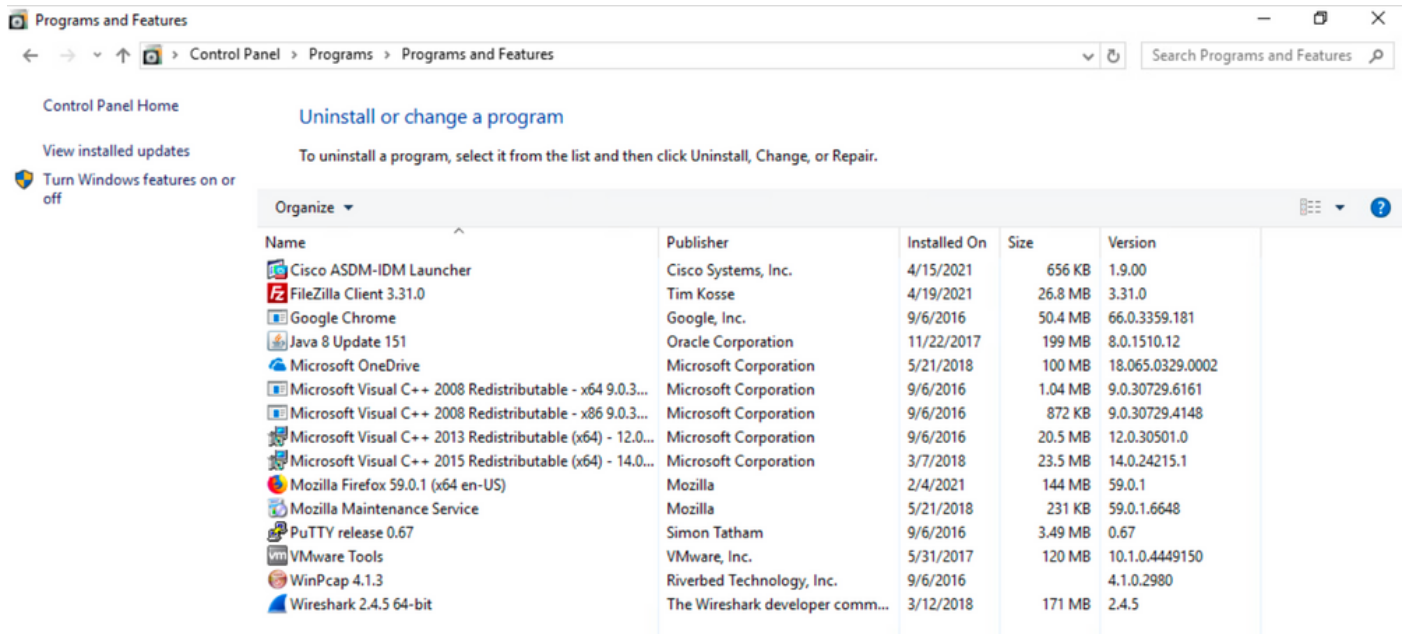 Programs and Features
Control Panel > Programs > Programs and Features
Search Programs and Features
Control Panel Home
View installed updates
Turn Windows features on or
off
Uninstall or change a program
To uninstall a program, select it from the list and then click Uninstall, Change, or Repair.
Organize
Name Publisher Installed On Size Version
Cisco ASDM-IDM Launcher Cisco Systems, Inc. 4/15/2021 656 KB 1.9.00
FileZilla Client 3.31.0 Tim Kosse 4/19/2021 26.8 MB 3.31.0
Google Chrome Google, Inc. 9/6/2016 50.4 MB 66.0.3359.181
Java 8 Update 151 Oracle Corporation 11/22/2017 199 MB 8.0.1510.12
Microsoft OneDrive Microsoft Corporation 5/21/2018 100 MB 18.065.0329.0002
Microsoft Visual C++ 2008 Redistributable - x64 9.0.3... Microsoft Corporation 9/6/2016 1.04 MB 9.0.30729.6161
Microsoft Visual C++ 2008 Redistributable - x86 9.0.3... Microsoft Corporation 9/6/2016 872 KB 9.0.30729.4148
Microsoft Visual C++ 2013 Redistributable (x64) - 12.0... Microsoft Corporation 9/6/2016 20.5 MB 12.0.30501.0
Microsoft Visual C++ 2015 Redistributable (x64) - 14.0... Microsoft Corporation 3/7/2018 23.5 MB 14.0.24215.1
Mozilla Firefox 59.0.1 (x64 en-US) Mozilla 2/4/2021 144 MB 59.0.1
Mozilla Maintenance Service Mozilla 5/21/2018 231 KB 59.0.1.6648
PuTTY release 0.67 Simon Tatham 9/6/2016 3.49 MB 0.67
VMware Tools VMware, Inc. 5/31/2017 120 MB 10.1.0.4449150
WinPcap 4.1.3 Riverbed Technology, Inc. 9/6/2016 4.1.0.2980
Wireshark 2.4.5 64-bit The Wireshark developer comm... 3/12/2018 171 MB 2.4.5